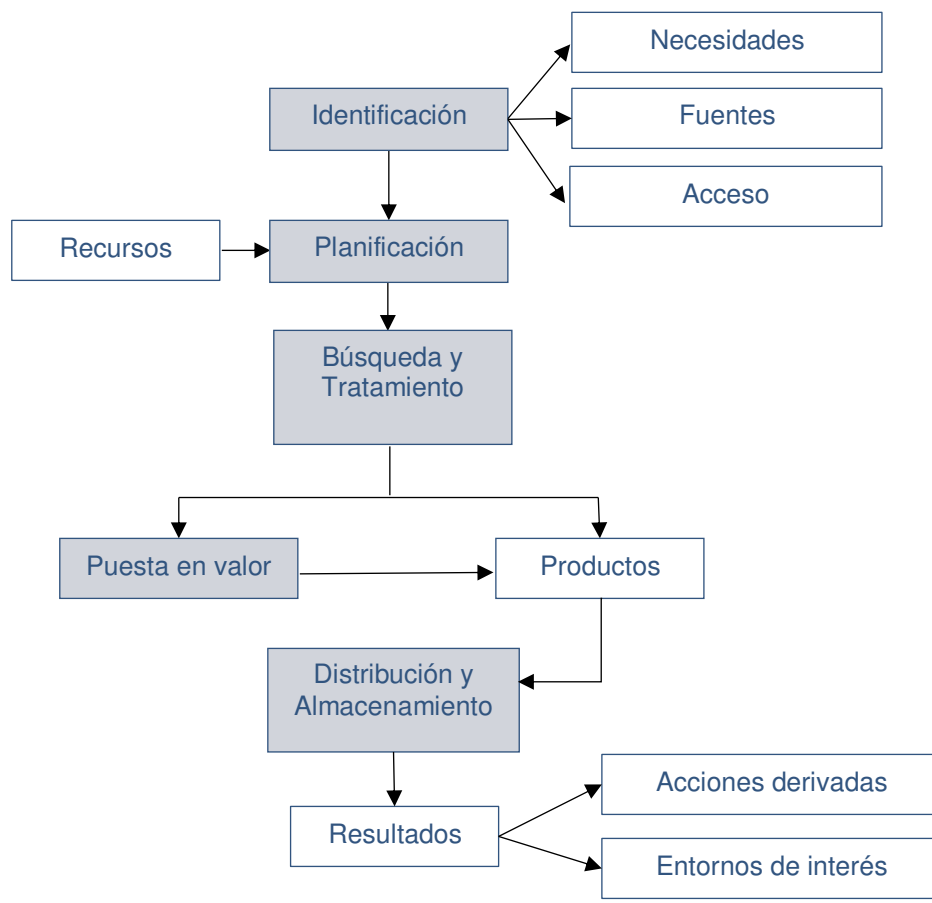 Necesidades
Identificación
Fuentes
Acceso
Recursos
Planificación
Búsqueda y
Tratamiento
Puesta en valor
Productos
Distribución y
Almacenamiento
Acciones derivadas
Resultados
Entornos de interés